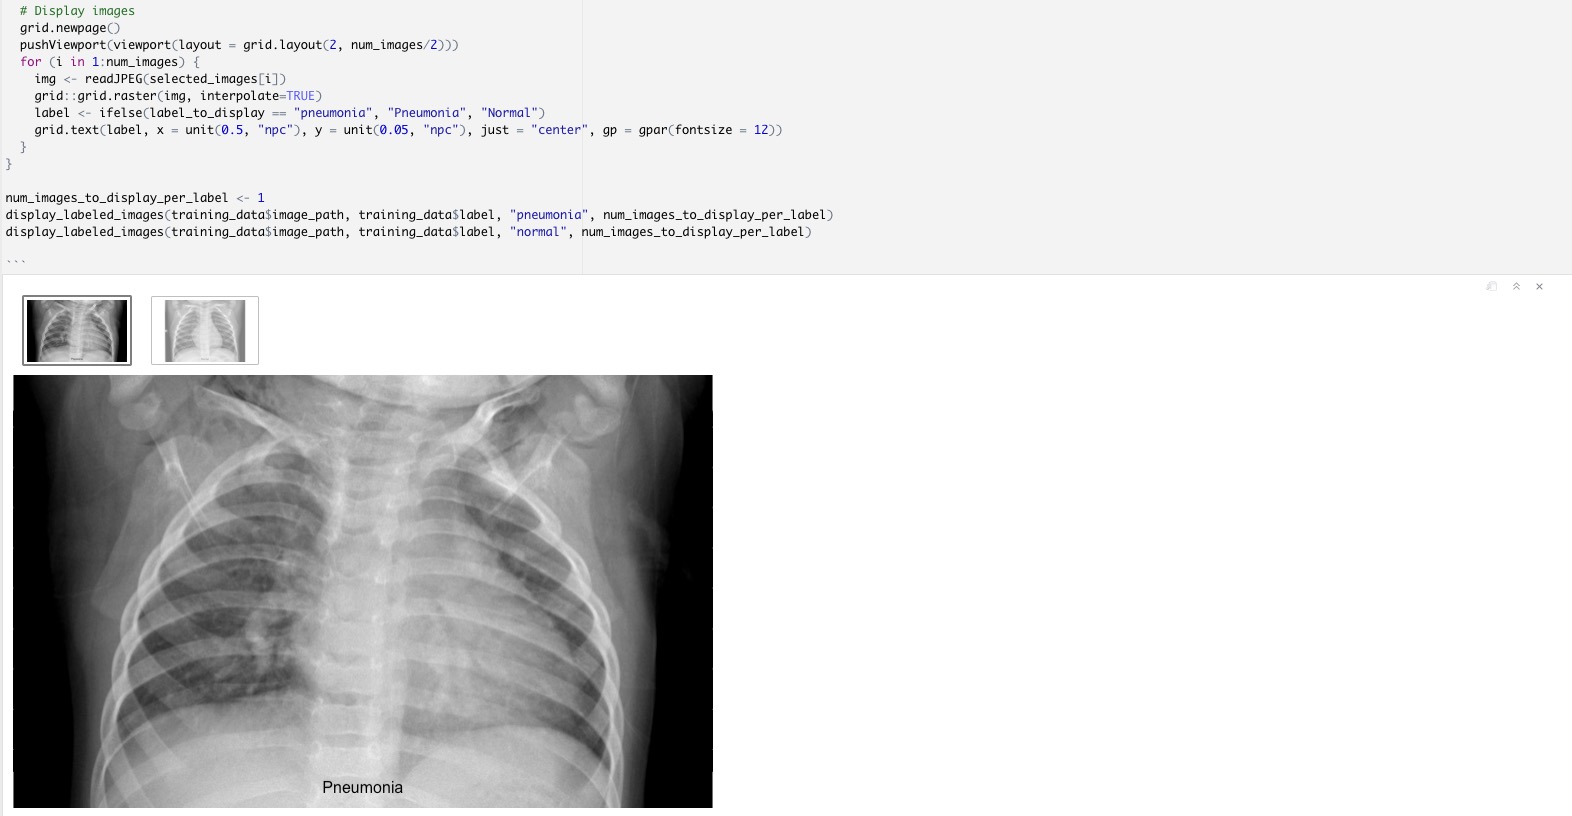 # Display images
grid.newpage()
pushViewport(viewport(layout = grid.layout(2, num_images/2)))
for (i in 1:num_images) {
img <- readJPEG(selected_images[i])
grid::grid.raster(img, interpolate=TRUE)
label <- ifelse(label_to_display == "pneumonia", "Pneumonia", "Normal")
grid.text(label, x = unit(0.5, "npc"), y = unit(0.05, "npc"), just = "center", gp = gpar(fontsize = 12))
}
}
num_images_to_display_per_label <- 1
display_labeled_images(training_data$image_path, training_data$label, "pneumonia", num_images_to_display_per_label)
display_labeled_images(training_data$image_path, training_data$label, "normal", num_images_to_display_per_label)
```
Pneumonia